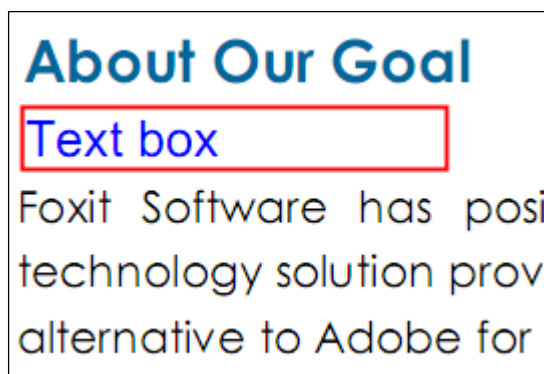 About Our Goal
Text box
Foxit Software has posi
technology solution prov
alternative to Adobe for